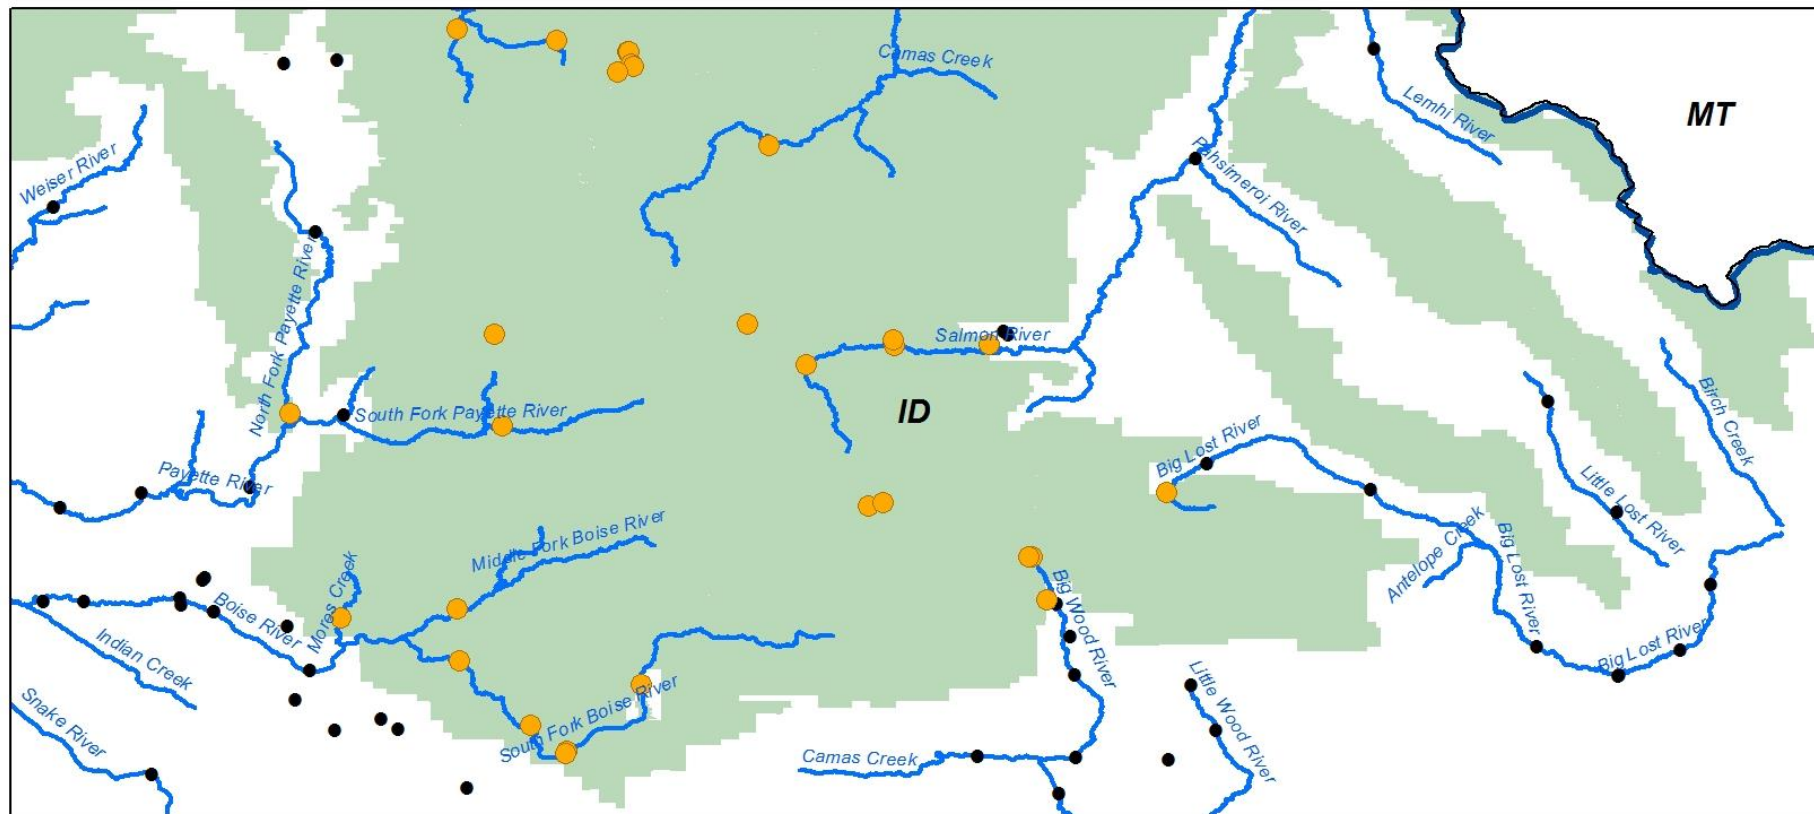 Camas Creek
MT
Lemhi River
Weiser River
Pahsimeroi River
North Fork Payette River
Salmon River
Birch Creek
South Fork Payette River
ID
Big Lost River
Payette River
Little Lost River
Antelope Creek
Big Lost River
Middle Fork Boise River
Mores Creek
Boise River
Big Wood River
Indian Creek
Big Lost River
Little Wood River
Snake River
South Fork Boise River
Camas Creek